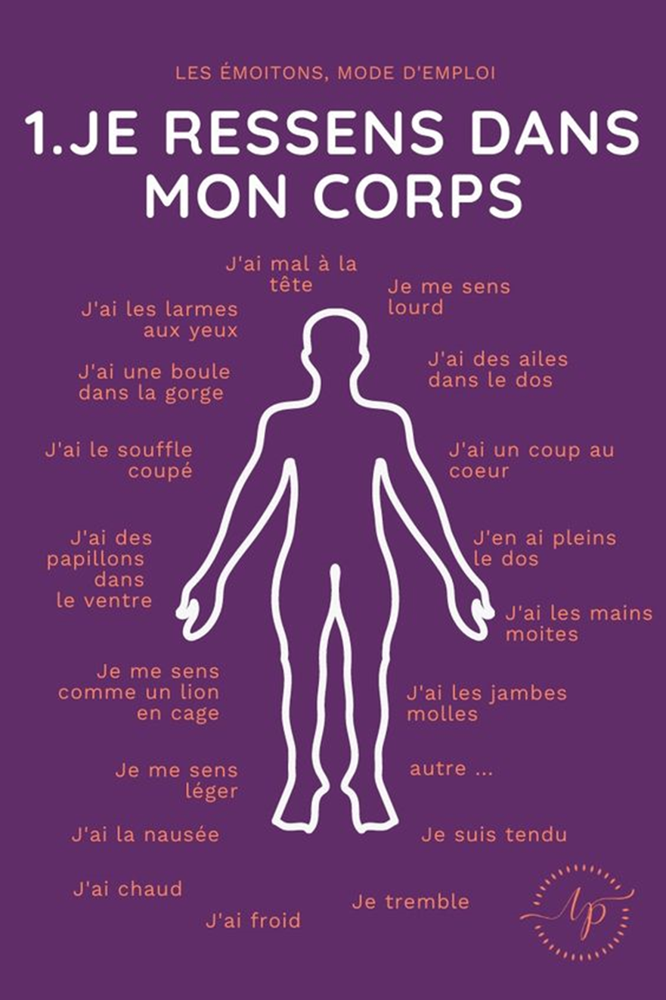 LES ÉMOITONS, MODE D'EMPLOI
1.JE RESSENS DANS
MON CORPS
J'ai mal à la
tête
Je me sens
lourd
J'ai les larmes
aux yeux
J'ai des ailes
dans le dos
J'ai une boule
dans la gorge
J'ai le souffle
coupé
J'ai un coup au
coeur
J'ai des
papillons
dans
le ventre
J'en ai pleins
le dos
J'ai les mains
moites
Je me sens
comme un lion
en cage
J'ai les jambes
molles
Je me sens
léger
autre ...
J'ai la nausée
Je suis tendu
J'ai chaud
Je tremble
J'ai froid